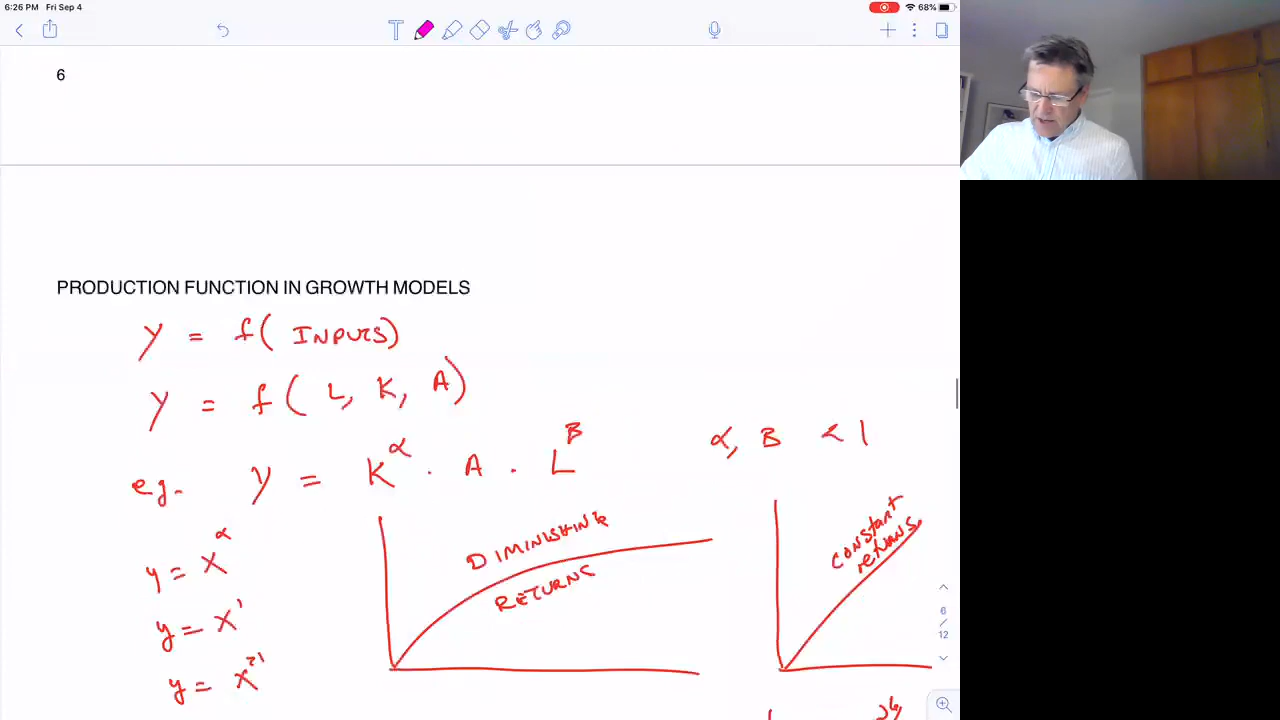 6:26 PM Fri Sep 4
68%
6
PRODUCTION FUNCTION IN GROWTH MODELS
Y = f( INPUTS)
Y = f( L, K, A)
eg. Y = K^α · A · L^B
α, B < 1
DIMINISHING
RETURNS
CONSTANT
returns
y = X^α
y = X^1
y = X^>1
6
/
12